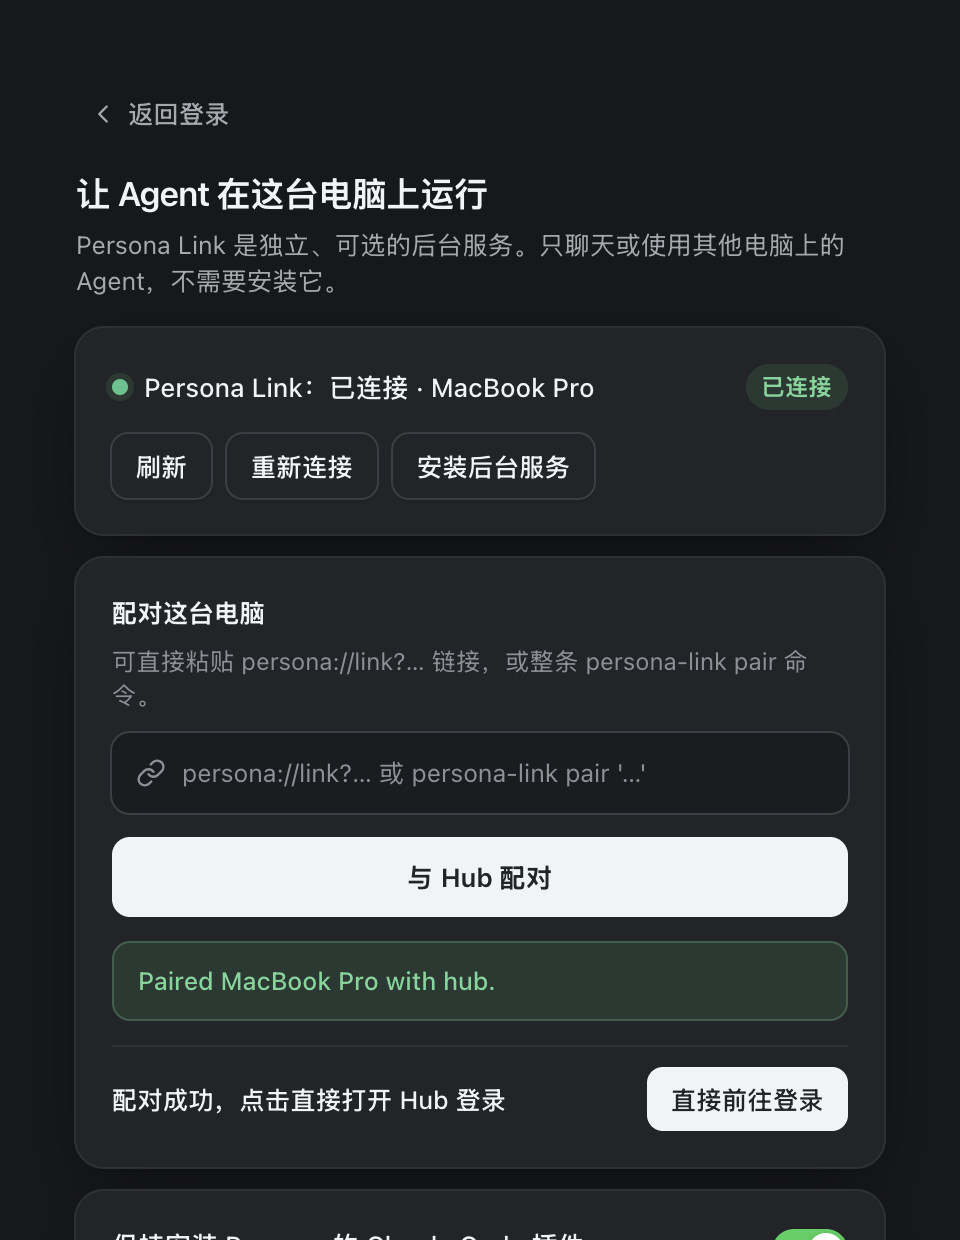 返回登录
让 Agent 在这台电脑上运行
Persona Link 是独立、可选的后台服务。只聊天或使用其他电脑上的
Agent，不需要安装它。
Persona Link：已连接 · MacBook Pro
已连接
刷新
重新连接
安装后台服务
配对这台电脑
可直接粘贴 persona://link?... 链接，或整条 persona-link pair 命
令。
persona://link?... 或 persona-link pair '...'
与 Hub 配对
Paired MacBook Pro with hub.
配对成功，点击直接打开 Hub 登录
直接前往登录